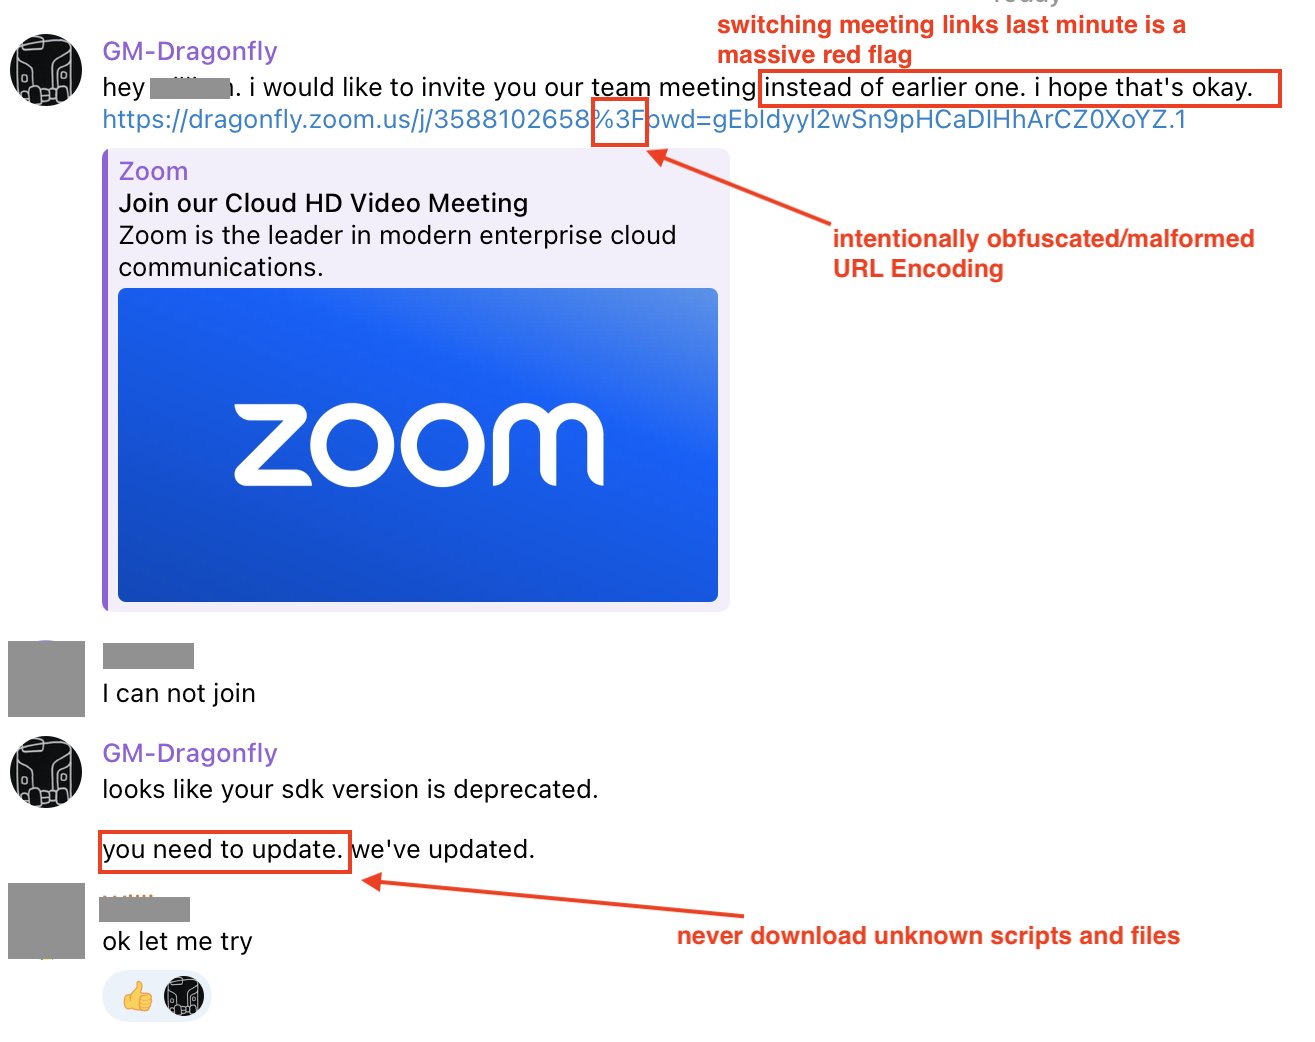 switching meeting links last minute is a
massive red flag
GM-Dragonfly
hey . i would like to invite you our team meeting instead of earlier one. i hope that's okay.
https://dragonfly.zoom.us/j/3588102658%3Fpwd=gEbIdyyI2wSn9pHCaDIHhArCZ0XoYZ.1
Zoom
Join our Cloud HD Video Meeting
Zoom is the leader in modern enterprise cloud
communications.
zoom
intentionally obfuscated/malformed
URL Encoding
I can not join
GM-Dragonfly
looks like your sdk version is deprecated.
you need to update. we've updated.
ok let me try
never download unknown scripts and files